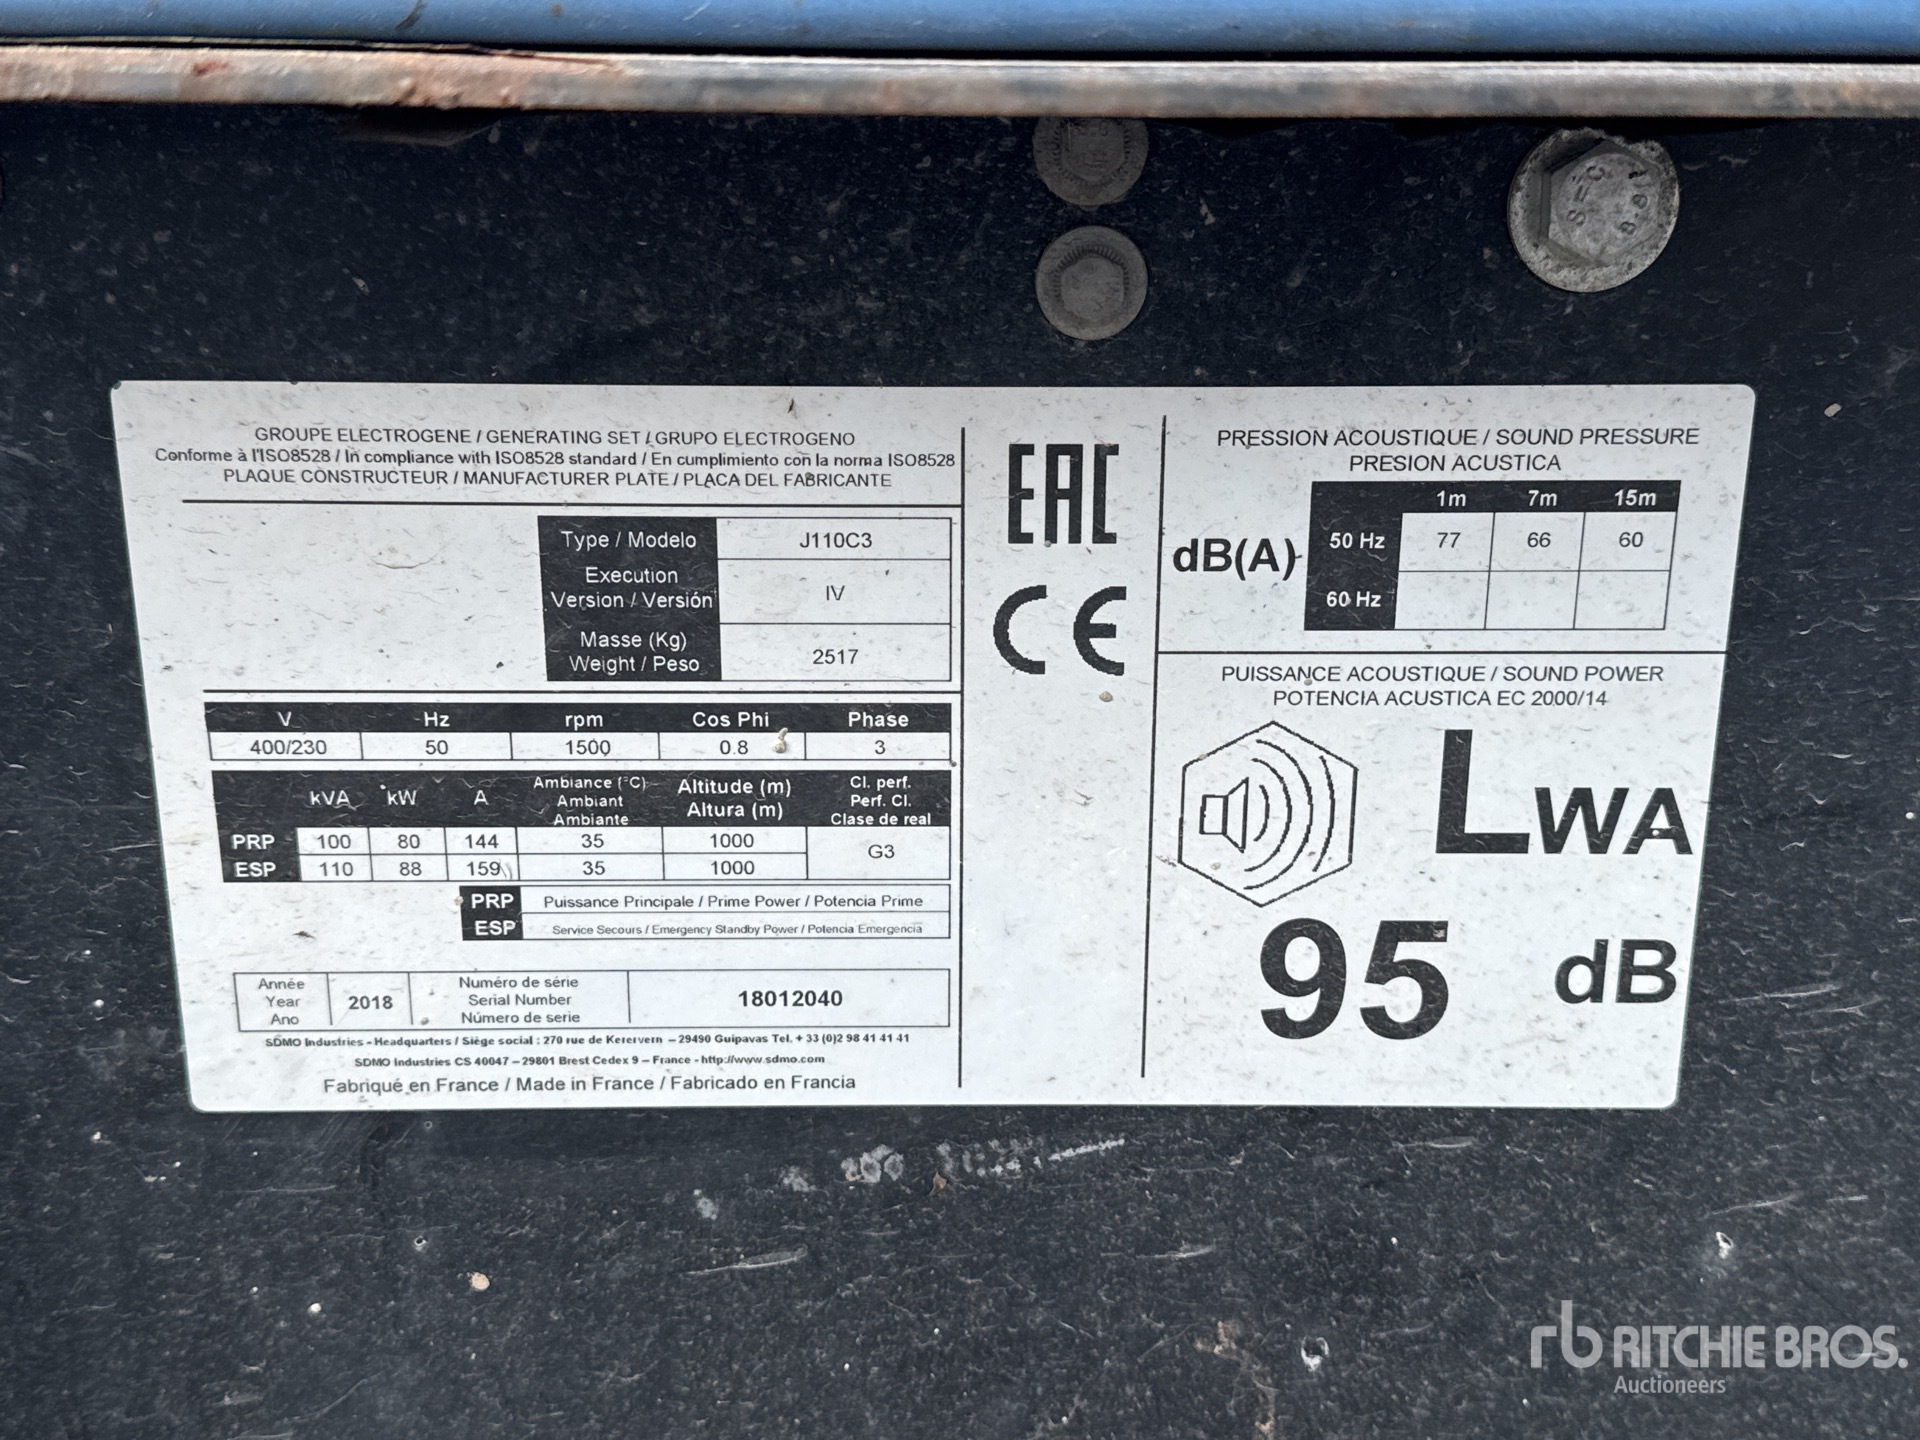 GROUPE ELECTROGENE / GENERATING SET / GRUPO ELECTROGENO
Conforme à l'ISO8528 / In compliance with ISO8528 standard / En cumplimiento con la norma ISO8528
PLAQUE CONSTRUCTEUR / MANUFACTURER PLATE / PLACA DEL FABRICANTE
Type / Modelo J110C3
Execution
Version / Versión IV
Masse (Kg)
Weight / Peso 2517
V Hz rpm Cos Phi Phase
400/230 50 1500 0.8 3
kVA kW A Ambiance (°C) Ambiant Ambiante Altitude (m) Altura (m) Cl. perf. Perf. Cl. Clase de real
PRP 100 80 144 35 1000 G3
ESP 110 88 159 35 1000
PRP Puissance Principale / Prime Power / Potencia Prime
ESP Service Secours / Emergency Standby Power / Potencia Emergencia
Année
Year
Ano
2018
Numéro de série
Serial Number
Número de serie
18012040
SDMO Industries - Headquarters / Siège social : 270 rue de Kerervern – 29490 Guipavas Tel. + 33 (0)2 98 41 41 41
SDMO Industries CS 40047 – 29801 Brest Cedex 9 – France - http://www.sdmo.com
Fabriqué en France / Made in France / Fabricado en Francia
EAC
CE
PRESSION ACOUSTIQUE / SOUND PRESSURE
PRESION ACUSTICA
1m 7m 15m
dB(A)
50 Hz 77 66 60
60 Hz
PUISSANCE ACOUSTIQUE / SOUND POWER
POTENCIA ACUSTICA EC 2000/14
LWA
95 dB
8.8
rb RITCHIE BROS.
Auctioneers